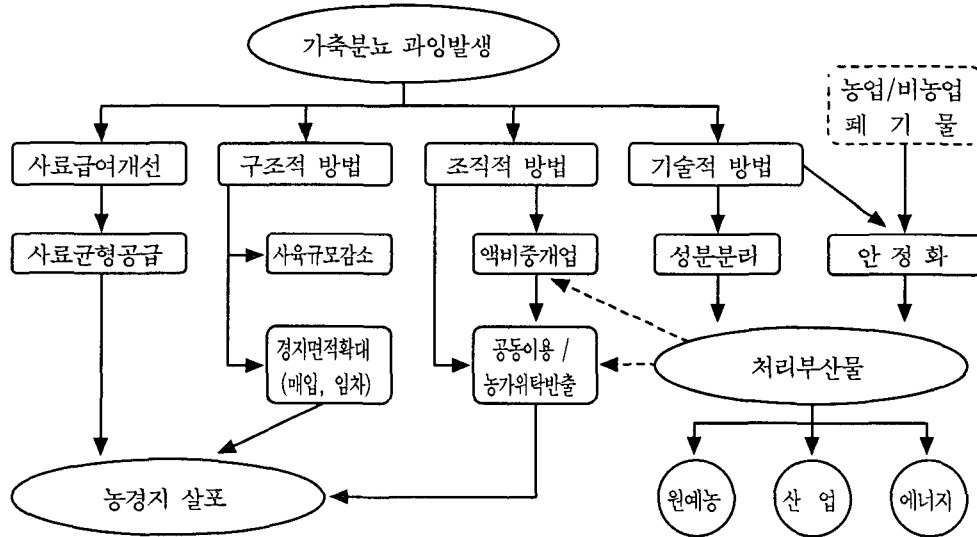 가축분뇨 과잉발생
농업/비농업
폐 기 물
사료급여개선
구조적 방법
조직적 방법
기술적 방법
사료균형공급
사육규모감소
액비중개업
성분분리
안 정 화
경지면적확대
(매입, 임차)
공동이용 /
농가위탁반출
처리부산물
농경지 살포
원예농
산 업
에너지